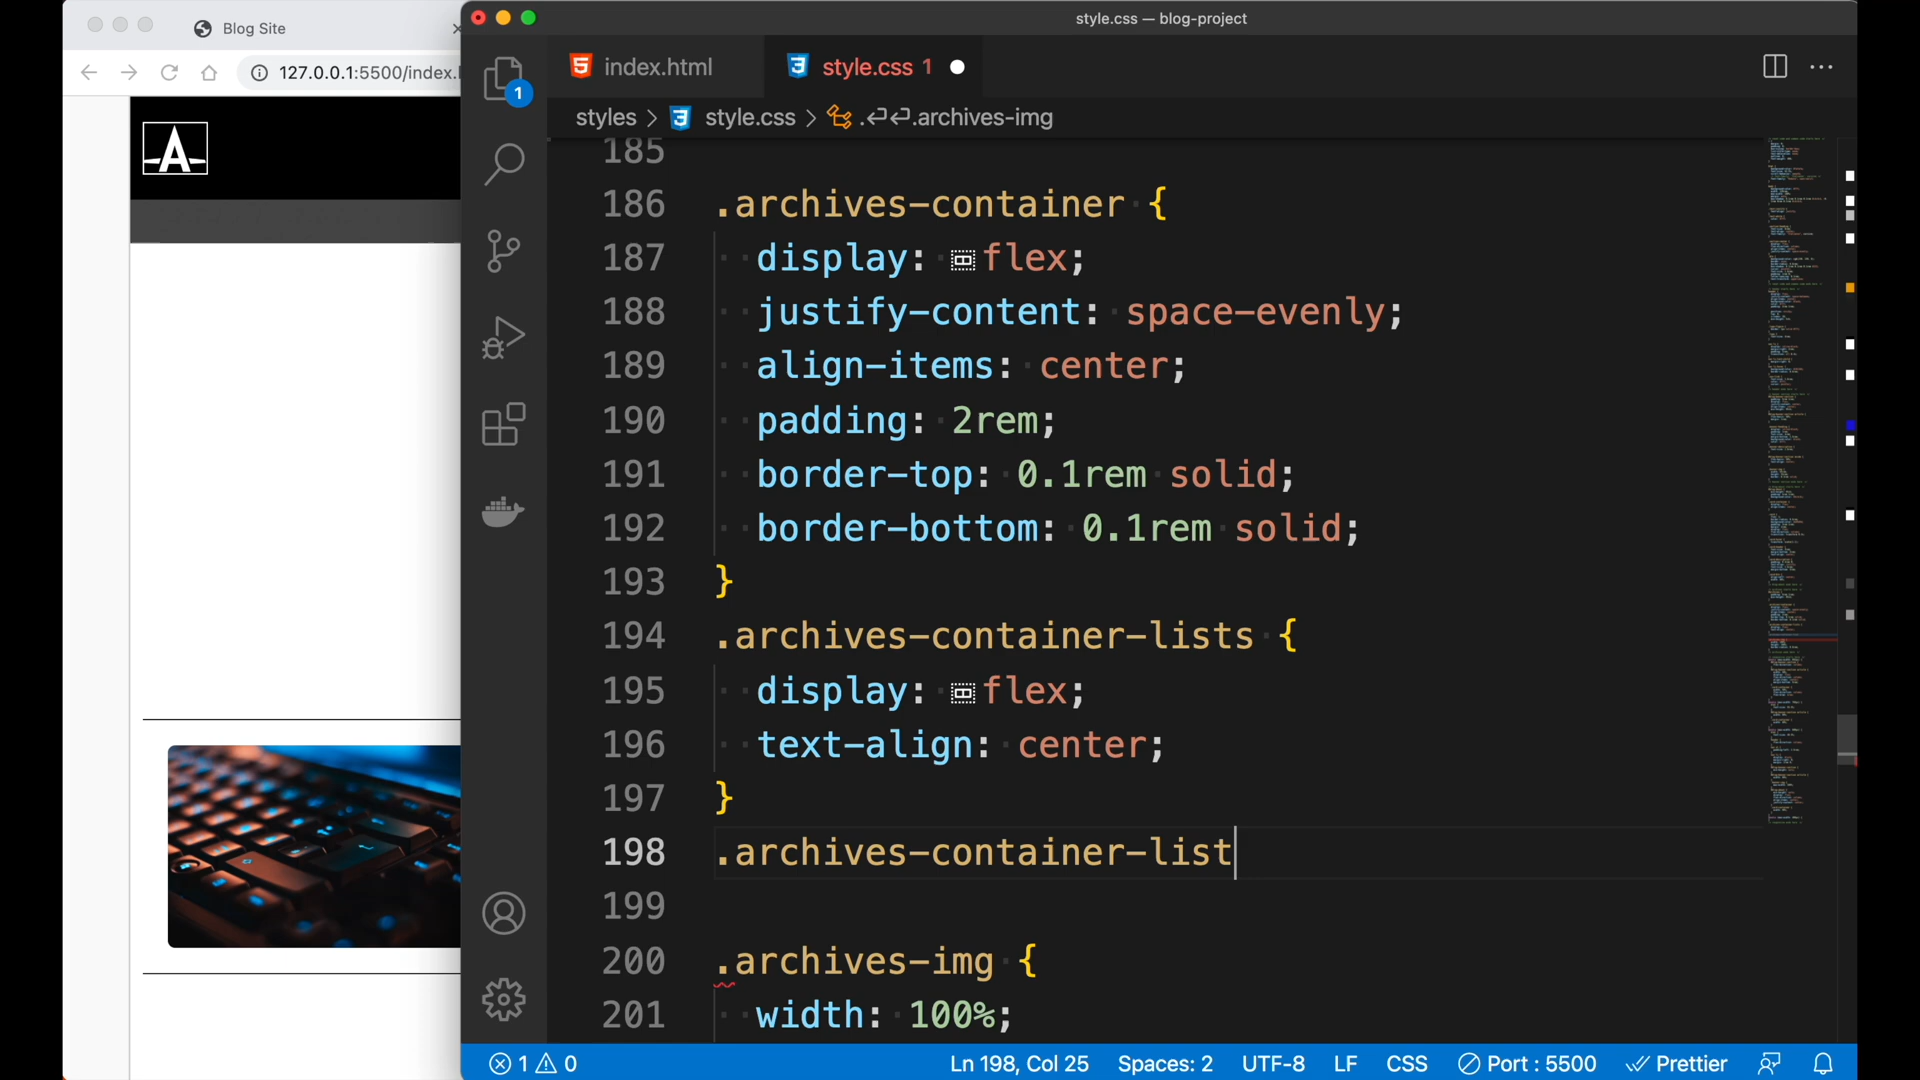 Blog Site
127.0.0.1:5500/index.
A
style.css — blog-project
1
index.html
style.css 1
styles > style.css > .↩↩.archives-img
185
186 .archives-container {
187 display: flex;
188 justify-content: space-evenly;
189 align-items: center;
190 padding: 2rem;
191 border-top: 0.1rem solid;
192 border-bottom: 0.1rem solid;
193 }
194 .archives-container-lists {
195 display: flex;
196 text-align: center;
197 }
198 .archives-container-list
199
200 .archives-img {
201 width: 100%;
1 0
Ln 198, Col 25 Spaces: 2 UTF-8 LF CSS Port : 5500 Prettier